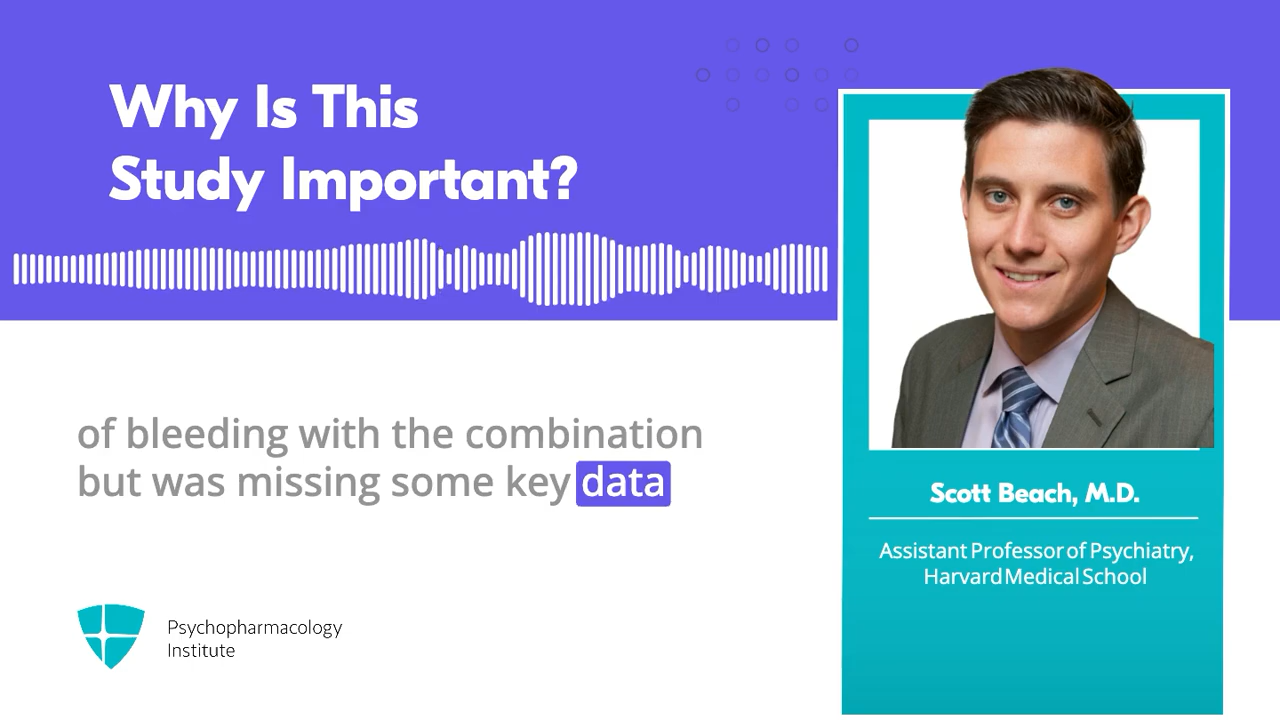 Why Is This
Study Important?
of bleeding with the combination
but was missing some key data
Psychopharmacology
Institute
Scott Beach, M.D.
Assistant Professor of Psychiatry,
Harvard Medical School